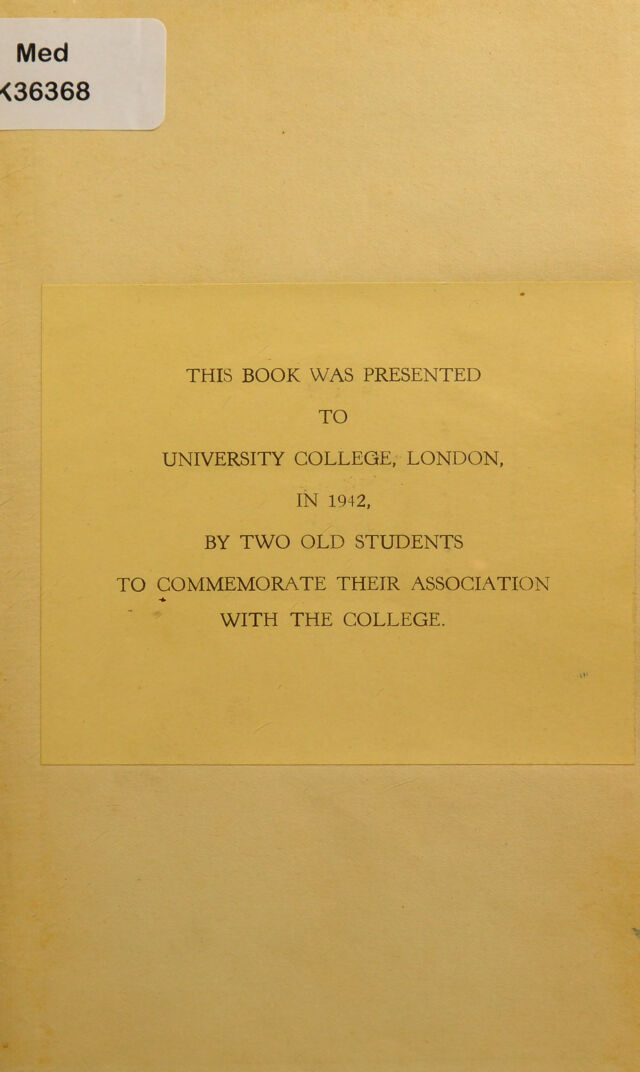 Med
K36368
THIS BOOK WAS PRESENTED
TO
UNIVERSITY COLLEGE, LONDON,
IN 1942,
BY TWO OLD STUDENTS
TO COMMEMORATE THEIR ASSOCIATION
WITH THE COLLEGE.